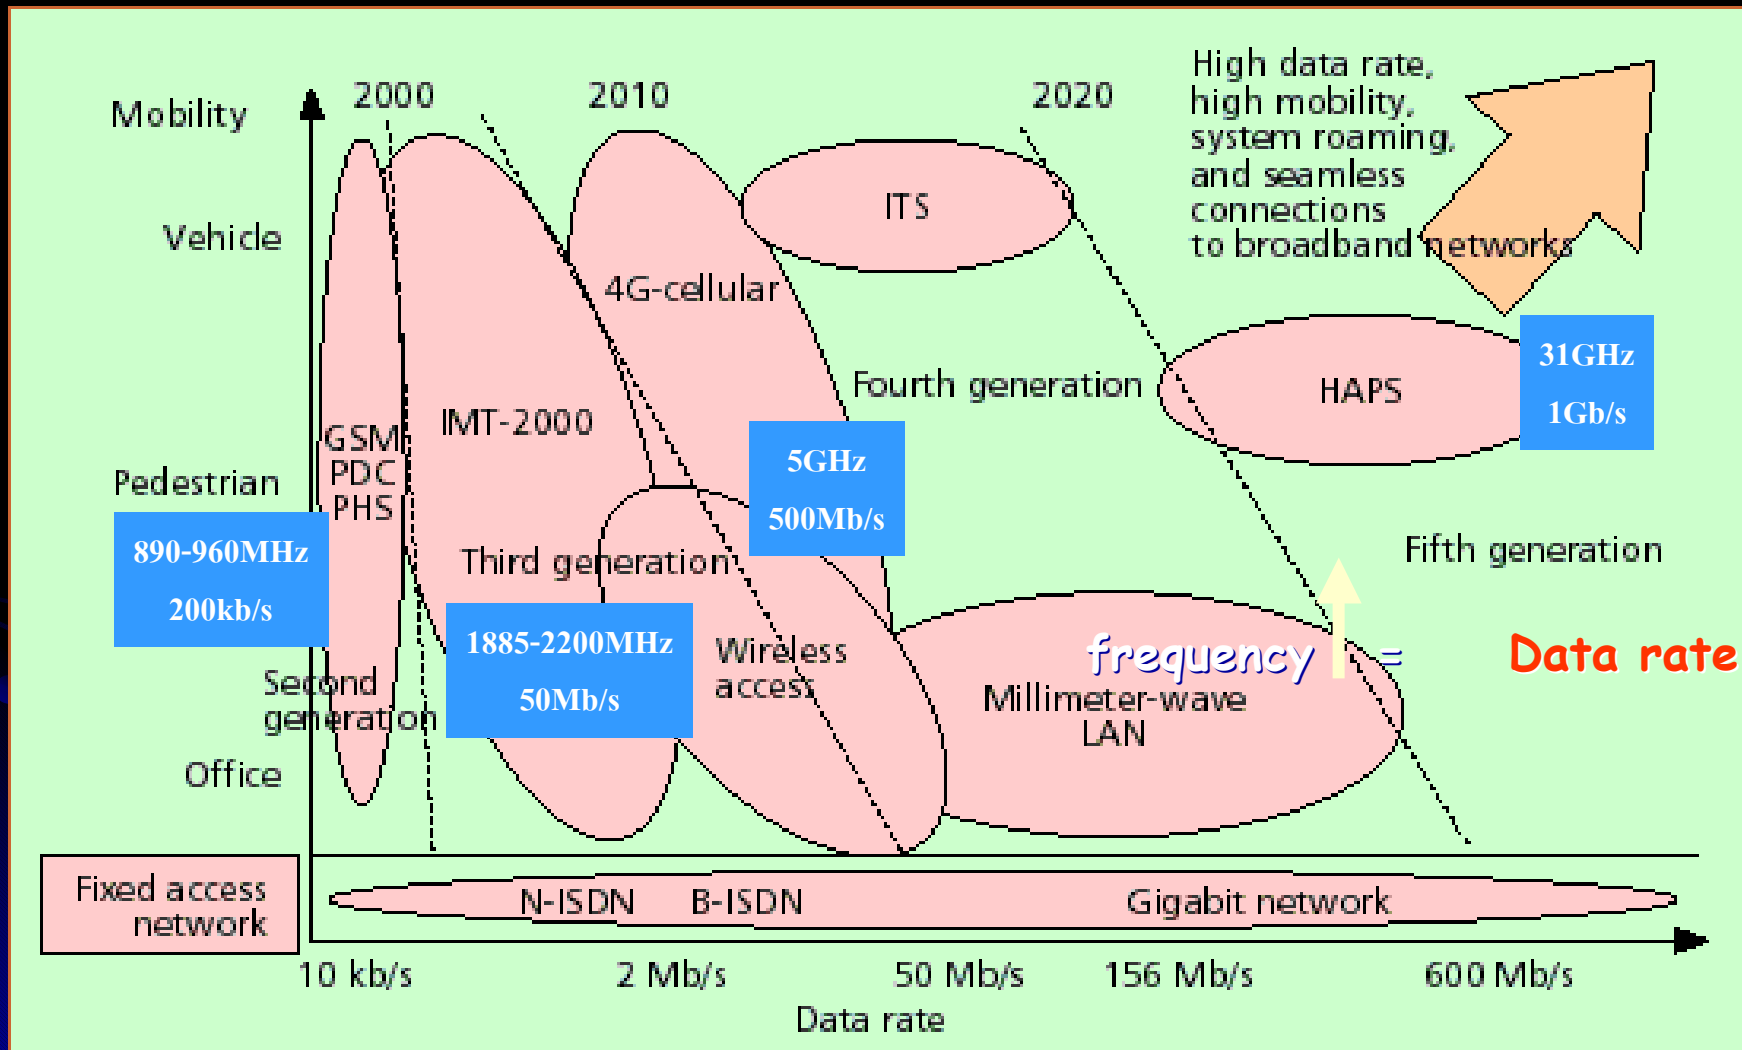 Mobility
2000
2010
2020
High data rate,
high mobility,
system roaming,
and seamless
connections
to broadband networks
Vehicle
ITS
4G-cellular
Fourth generation
HAPS
31GHz
1Gb/s
IMT-2000
GSM
PDC
PHS
Pedestrian
5GHz
500Mb/s
890-960MHz
200kb/s
Third generation
Fifth generation
1885-2200MHz
50Mb/s
Wireless
access
frequency = Data rate
Second
generation
Millimeter-wave
LAN
Office
Fixed access
network
N-ISDN B-ISDN Gigabit network
10 kb/s 2 Mb/s 50 Mb/s 156 Mb/s 600 Mb/s
Data rate